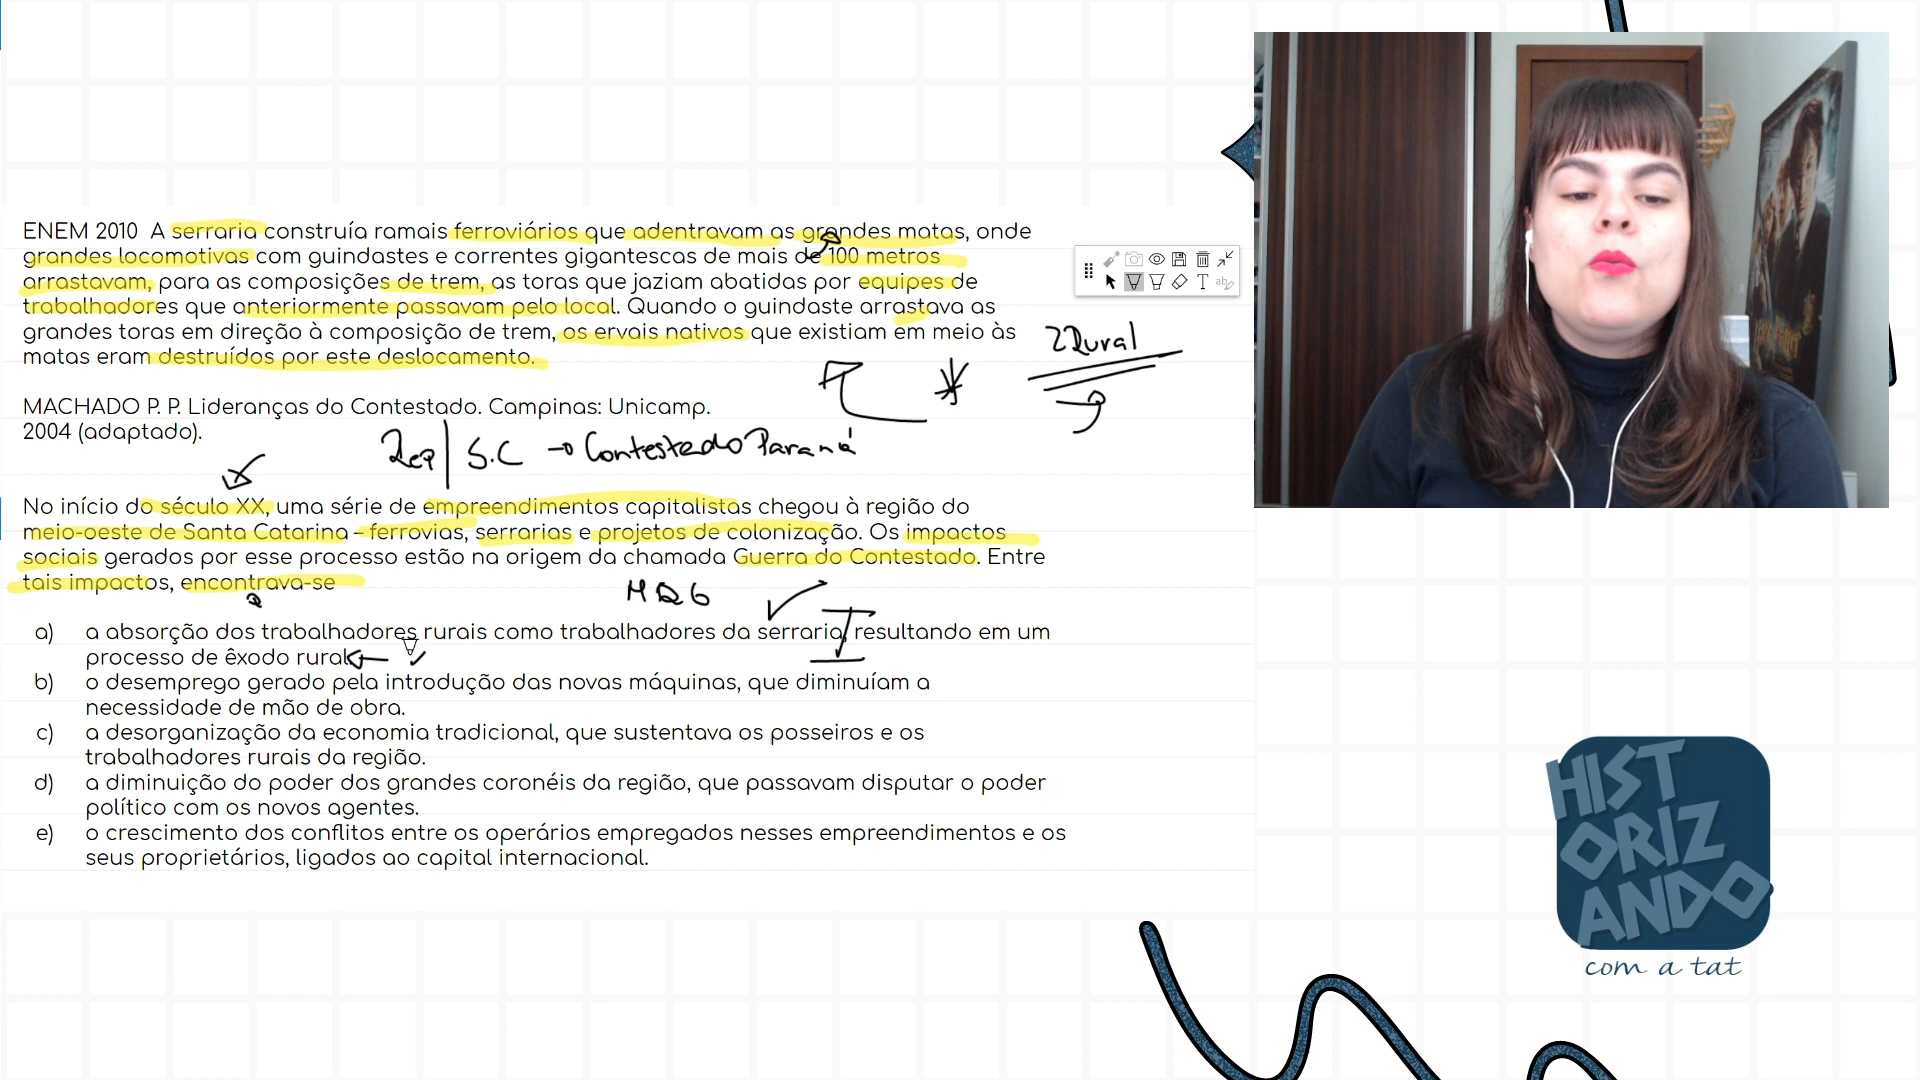 ENEM 2010 A serraria construía ramais ferroviários que adentravam as grandes matas, onde
grandes locomotivas com guindastes e correntes gigantescas de mais de 100 metros
arrastavam, para as composições de trem, as toras que jaziam abatidas por equipes de
trabalhadores que anteriormente passavam pelo local. Quando o guindaste arrastava as
grandes toras em direção à composição de trem, os ervais nativos que existiam em meio às
matas eram destruídos por este deslocamento.
MACHADO P. P. Lideranças do Contestado. Campinas: Unicamp.
2004 (adaptado).
S.C → Contestado Paraná
No início do século XX, uma série de empreendimentos capitalistas chegou à região do
meio-oeste de Santa Catarina – ferrovias, serrarias e projetos de colonização. Os impactos
sociais gerados por esse processo estão na origem da chamada Guerra do Contestado. Entre
tais impactos, encontrava-se
a) a absorção dos trabalhadores rurais como trabalhadores da serraria, resultando em um
processo de êxodo rural.
b) o desemprego gerado pela introdução das novas máquinas, que diminuíam a
necessidade de mão de obra.
c) a desorganização da economia tradicional, que sustentava os posseiros e os
trabalhadores rurais da região.
d) a diminuição do poder dos grandes coronéis da região, que passavam disputar o poder
político com os novos agentes.
e) o crescimento dos conflitos entre os operários empregados nesses empreendimentos e os
seus proprietários, ligados ao capital internacional.
HIST
ORIZ
ANDO
com a tat